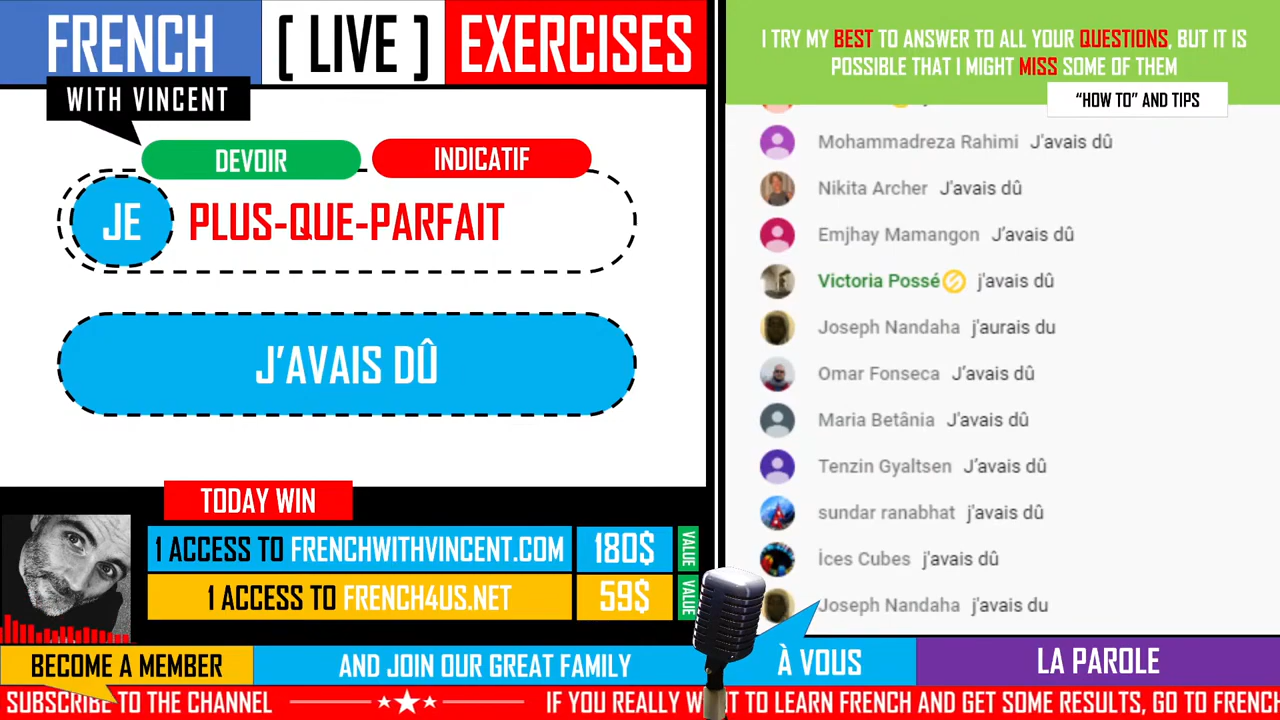 FRENCH [ LIVE ] EXERCISES
WITH VINCENT
DEVOIR INDICATIF
JE PLUS-QUE-PARFAIT
J'AVAIS DÛ
TODAY WIN
1 ACCESS TO FRENCHWITHVINCENT.COM 180$ VALUE
1 ACCESS TO FRENCH4US.NET 59$ VALUE
I TRY MY BEST TO ANSWER TO ALL YOUR QUESTIONS, BUT IT IS
POSSIBLE THAT I MIGHT MISS SOME OF THEM
“HOW TO” AND TIPS
Mohammadreza Rahimi J'avais dû
Nikita Archer J'avais dû
Emjhay Mamangon J’avais dû
Victoria Possé j'avais dû
Joseph Nandaha j'aurais du
Omar Fonseca J’avais dû
Maria Betânia J'avais dû
Tenzin Gyaltsen J’avais dû
sundar ranabhat j'avais dû
İces Cubes j'avais dû
Joseph Nandaha j'avais du
BECOME A MEMBER AND JOIN OUR GREAT FAMILY À VOUS LA PAROLE
SUBSCRIBE TO THE CHANNEL IF YOU REALLY WANT TO LEARN FRENCH AND GET SOME RESULTS, GO TO FRENCH